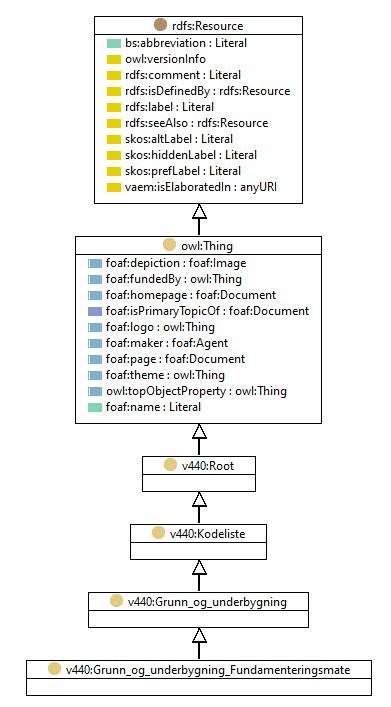 rdfs:Resource
bs:abbreviation : Literal
owl:versionInfo
rdfs:comment : Literal
rdfs:isDefinedBy : rdfs:Resource
rdfs:label : Literal
rdfs:seeAlso : rdfs:Resource
skos:altLabel : Literal
skos:hiddenLabel : Literal
skos:prefLabel : Literal
vaem:isElaboratedIn : anyURI
owl:Thing
foaf:depiction : foaf:Image
foaf:fundedBy : owl:Thing
foaf:homepage : foaf:Document
foaf:isPrimaryTopicOf : foaf:Document
foaf:logo : owl:Thing
foaf:maker : foaf:Agent
foaf:page : foaf:Document
foaf:theme : owl:Thing
owl:topObjectProperty : owl:Thing
foaf:name : Literal
v440:Root
v440:Kodeliste
v440:Grunn_og_underbygning
v440:Grunn_og_underbygning_Fundamenteringsmate